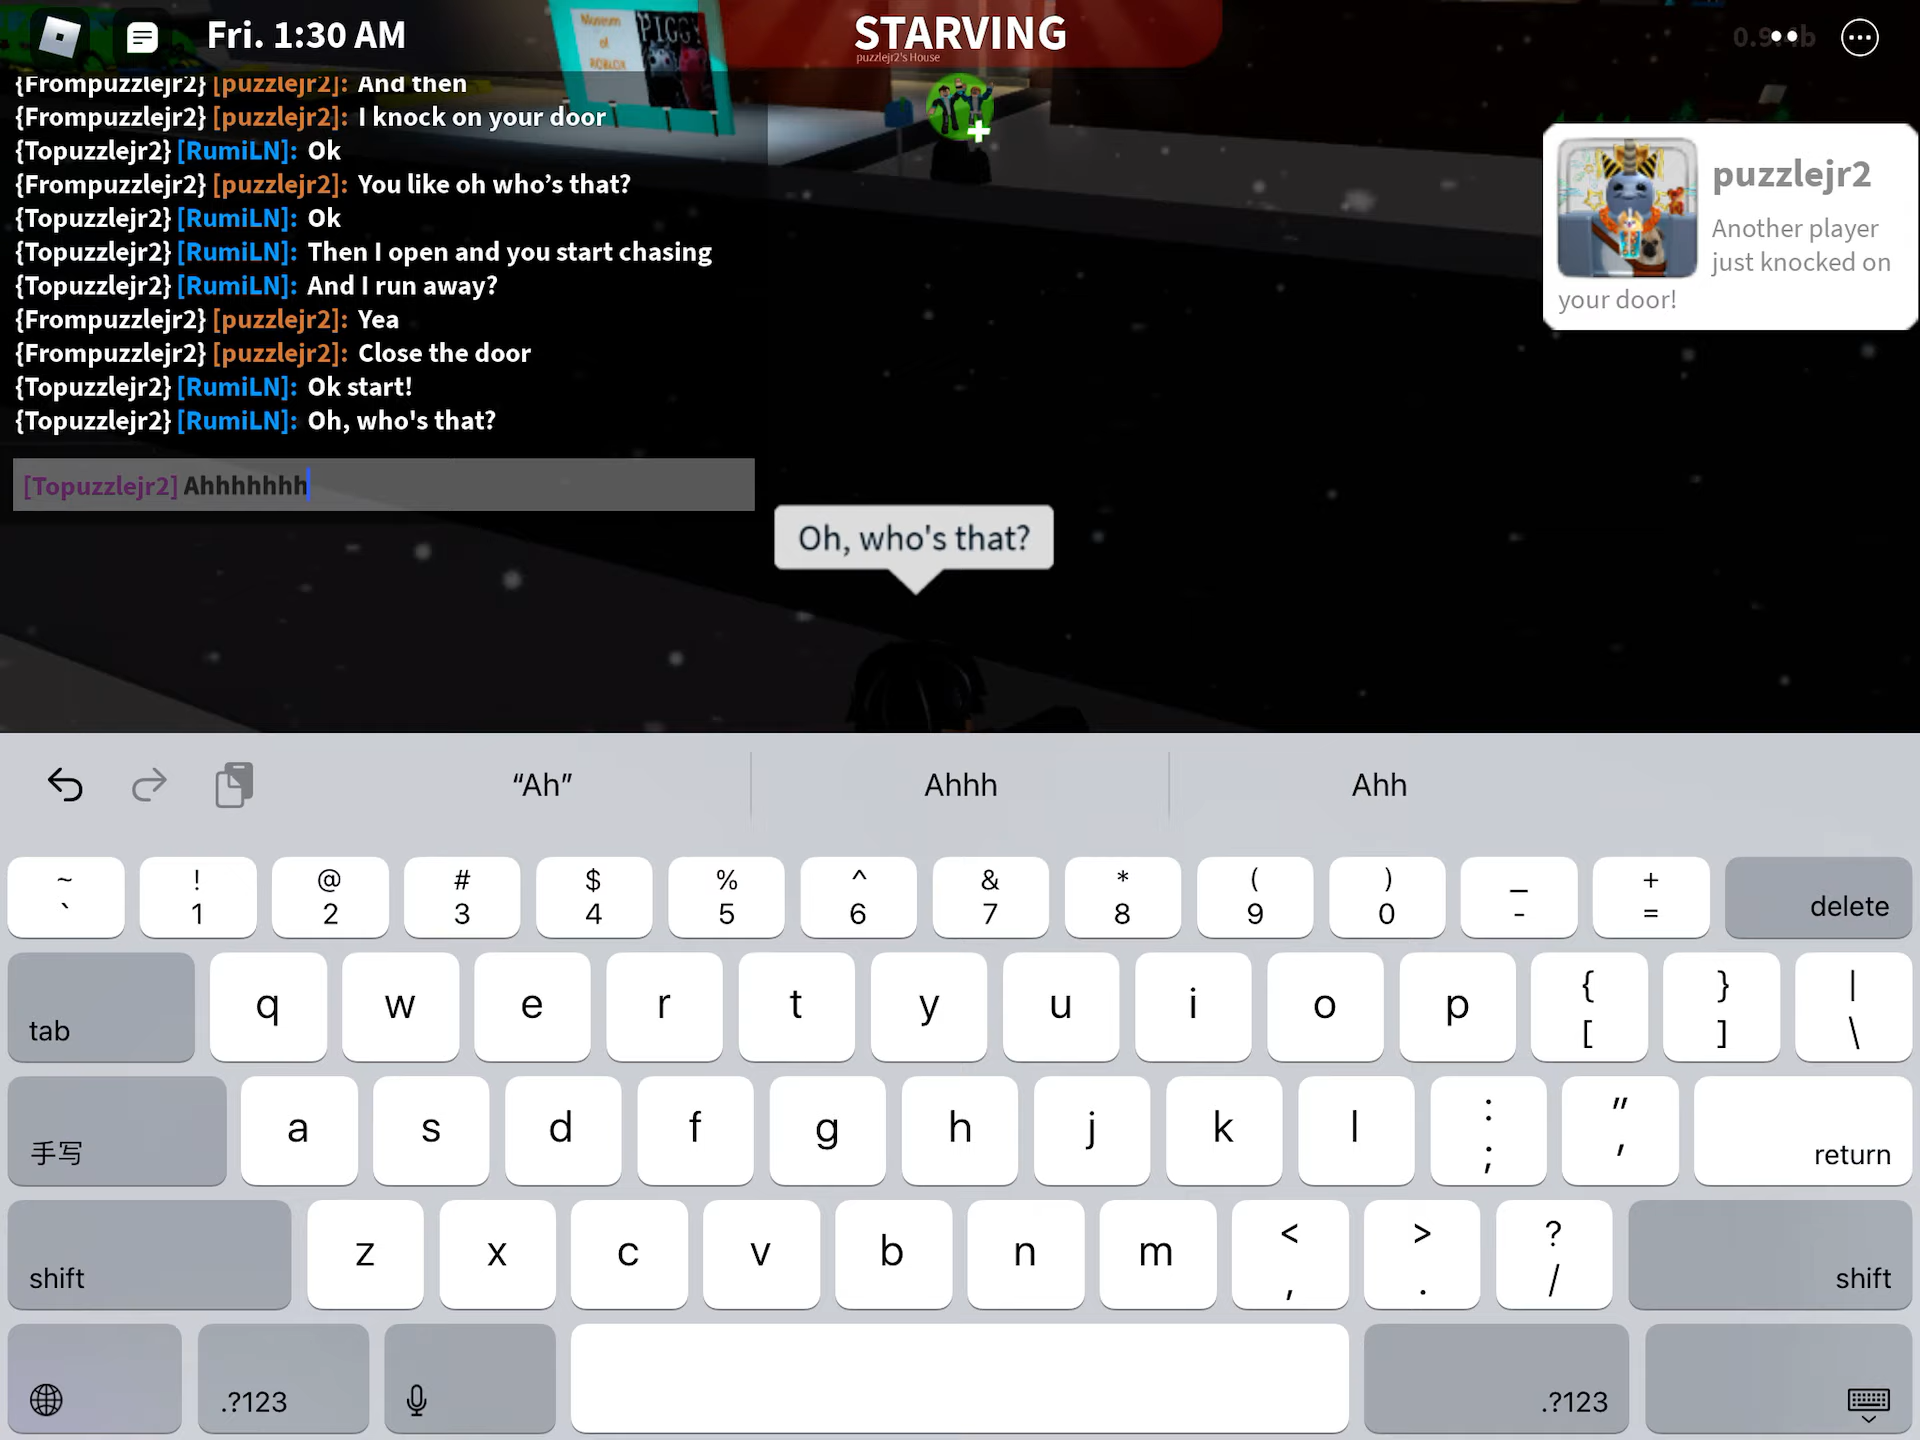 Fri. 1:30 AM
STARVING
puzzlejr2's House
Museum
of
ROBLOX
PIGGY
{Frompuzzlejr2} [puzzlejr2]: And then
{Frompuzzlejr2} [puzzlejr2]: I knock on your door
{Topuzzlejr2} [RumiLN]: Ok
{Frompuzzlejr2} [puzzlejr2]: You like oh who’s that?
{Topuzzlejr2} [RumiLN]: Ok
{Topuzzlejr2} [RumiLN]: Then I open and you start chasing
{Topuzzlejr2} [RumiLN]: And I run away?
{Frompuzzlejr2} [puzzlejr2]: Yea
{Frompuzzlejr2} [puzzlejr2]: Close the door
{Topuzzlejr2} [RumiLN]: Ok start!
{Topuzzlejr2} [RumiLN]: Oh, who's that?
[Topuzzlejr2] Ahhhhhhh
puzzlejr2
Another player
just knocked on
your door!
Oh, who's that?
“Ah” Ahhh Ahh
~ ! @ # $ % ^ & * ( ) _ +
` 1 2 3 4 5 6 7 8 9 0 - = delete
tab q w e r t y u i o p { [ } ] | \
手写 a s d f g h j k l : ; " ' return
shift z x c v b n m < , > . ? / shift
.?123 .?123